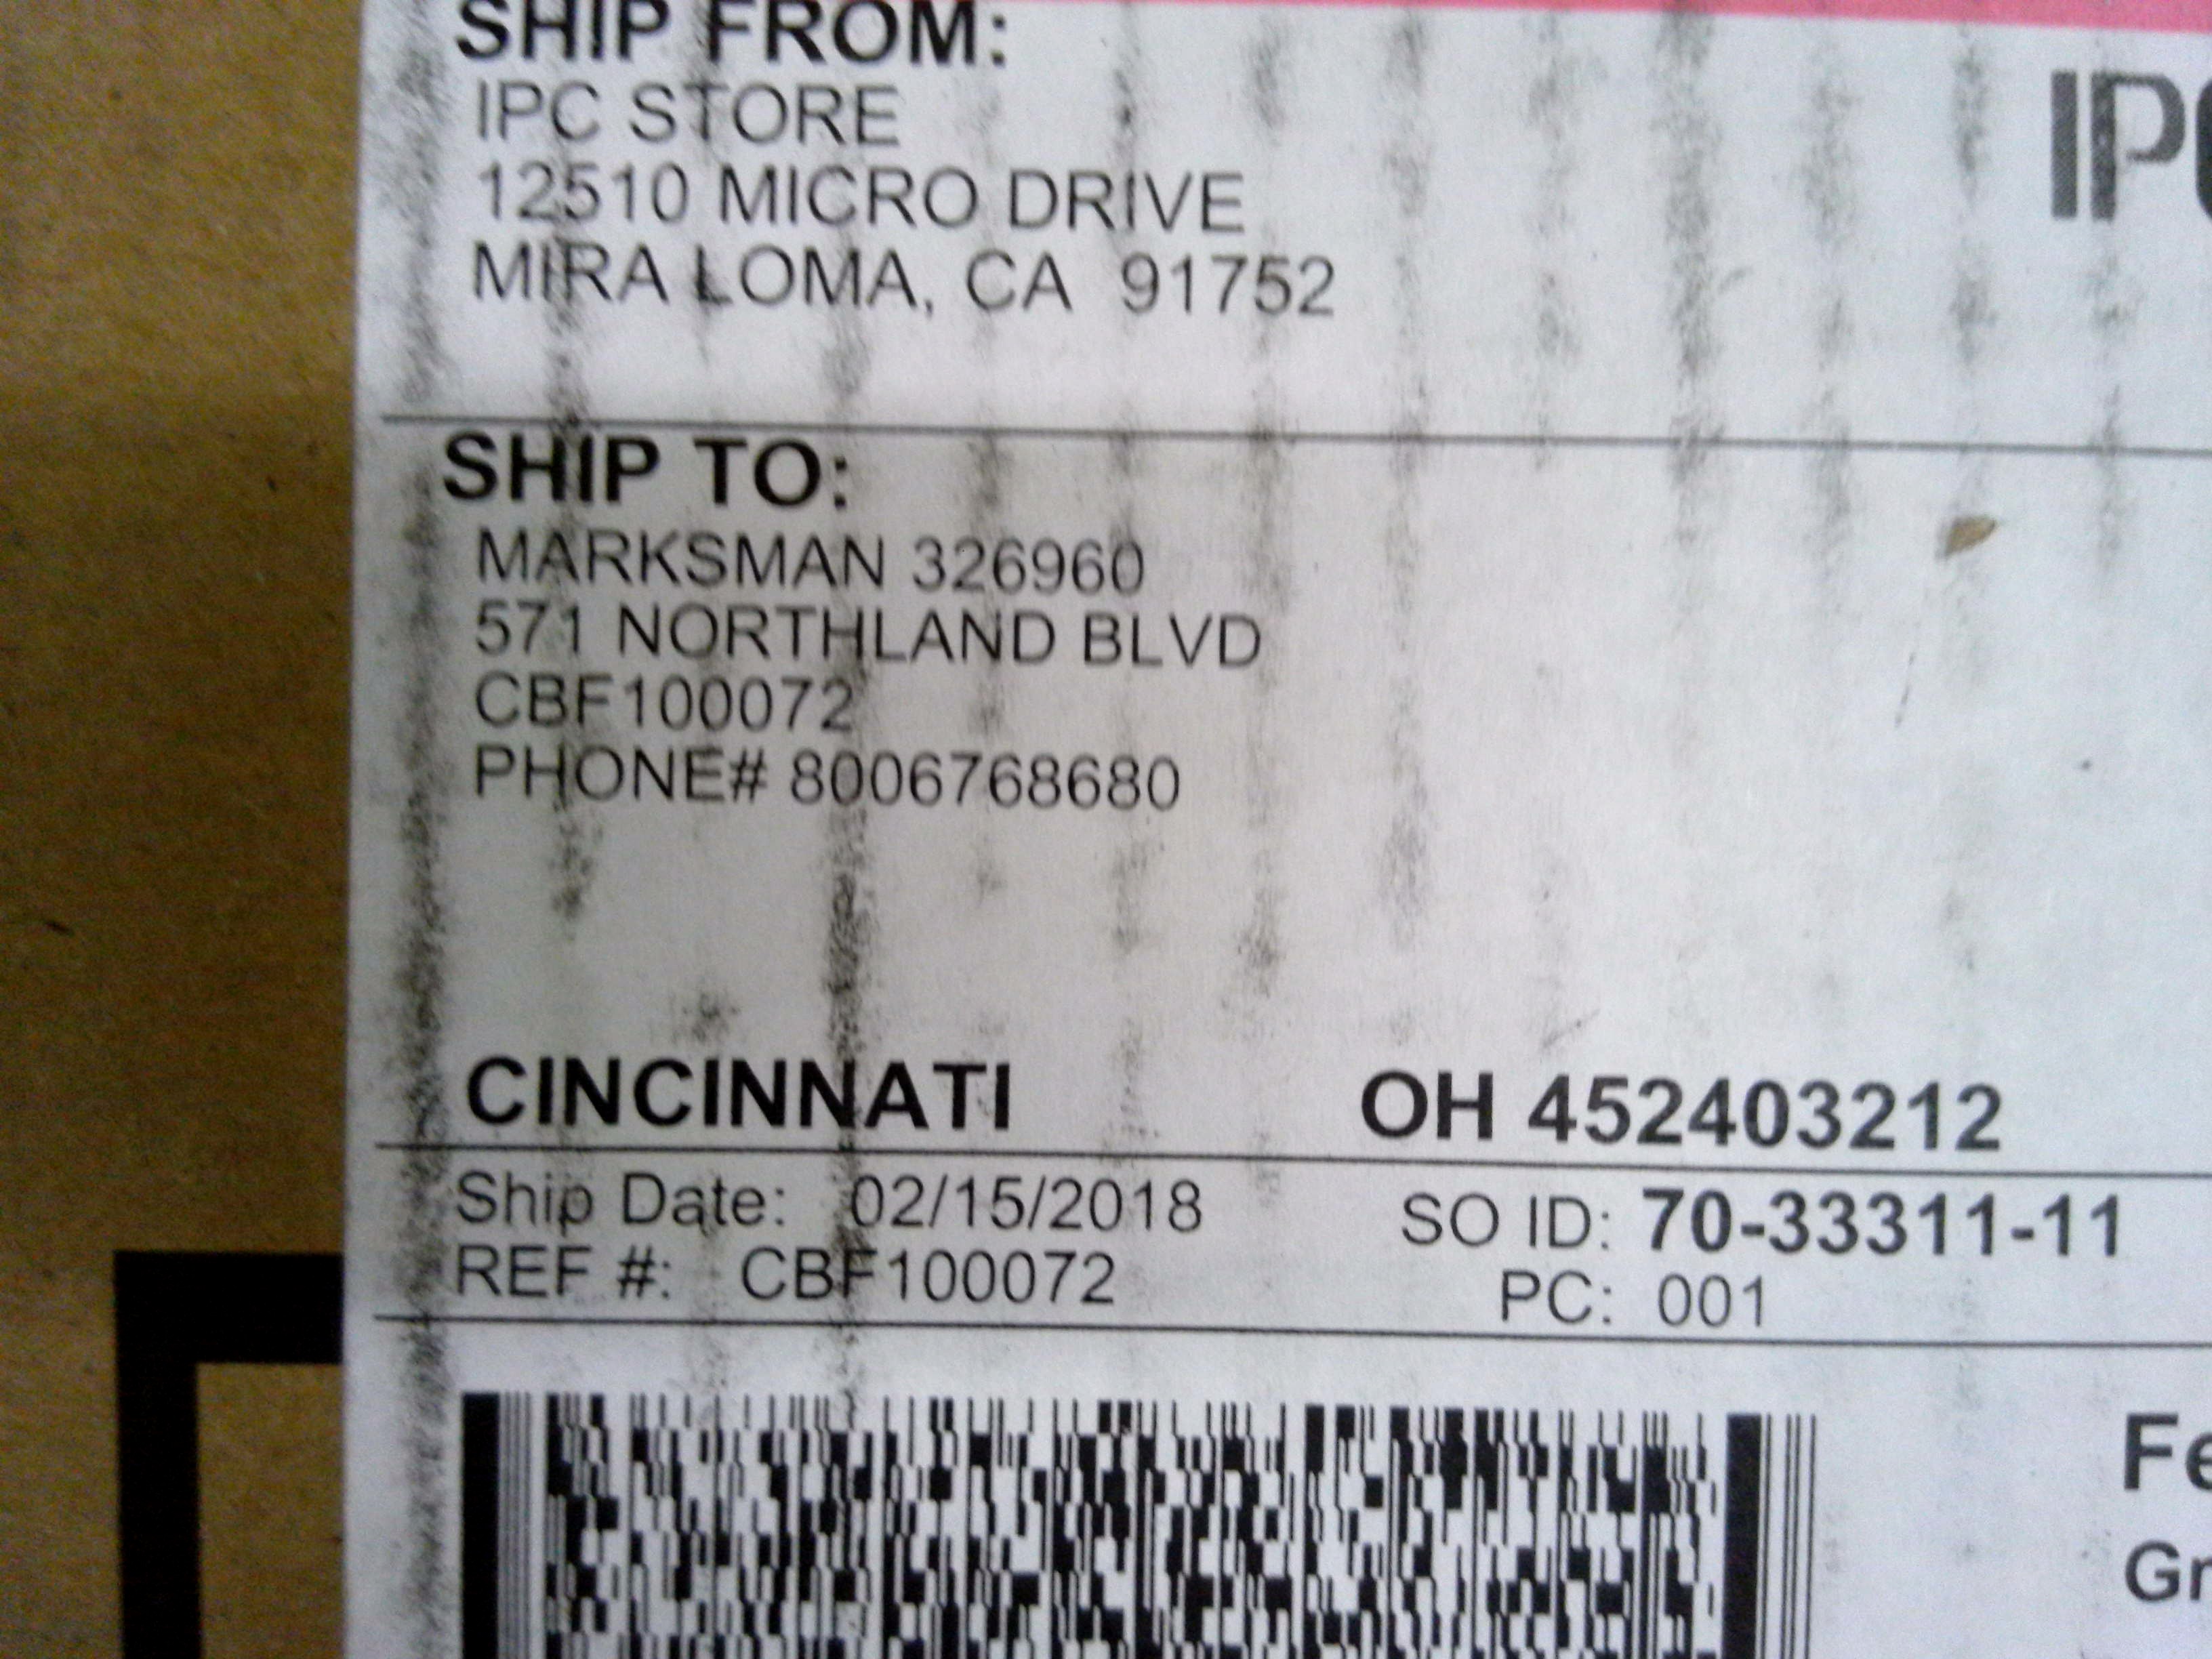 SHIP FROM:
IPC STORE
12510 MICRO DRIVE
MIRA LOMA, CA 91752
SHIP TO:
MARKSMAN 326960
571 NORTHLAND BLVD
CBF100072
PHONE# 8006768680
CINCINNATI OH 452403212
Ship Date: 02/15/2018 SO ID: 70-33311-11
REF #: CBF100072 PC: 001